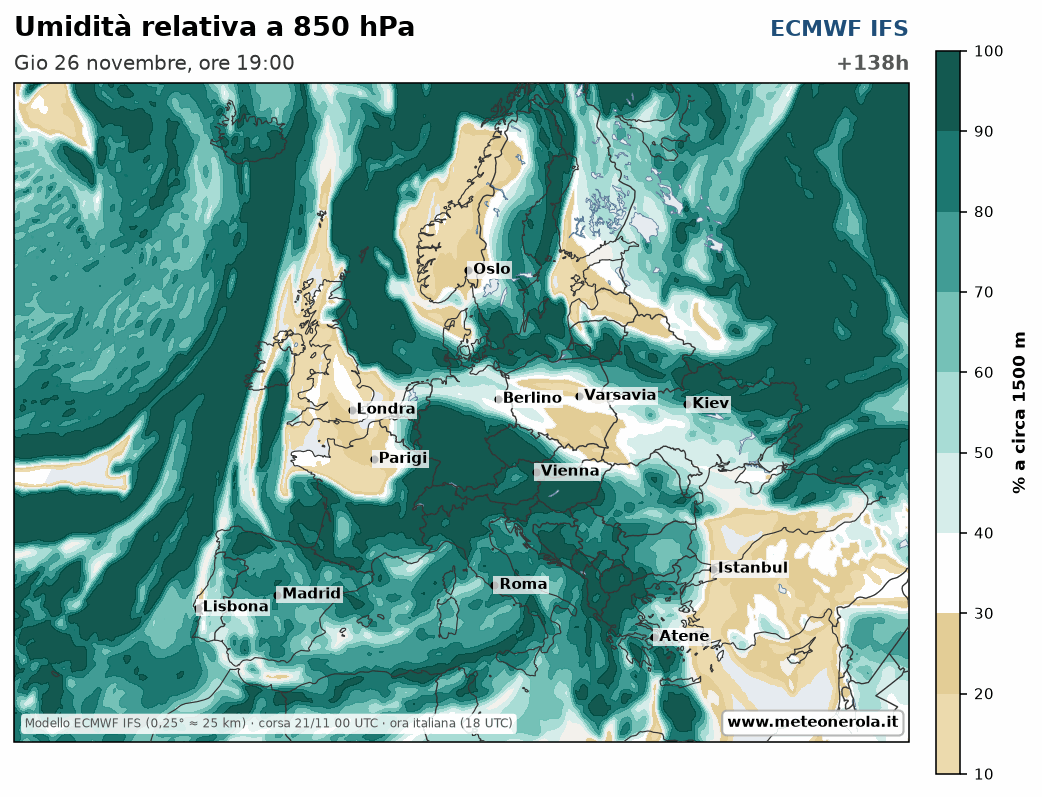 Umidità relativa a 850 hPa
ECMWF IFS
Gio 26 novembre, ore 19:00
+138h
100
90
80
70
60
50
40
30
20
10
% a circa 1500 m
Oslo
Berlino
Varsavia
Kiev
Londra
Parigi
Vienna
Istanbul
Roma
Madrid
Lisbona
Atene
Modello ECMWF IFS (0,25° ≈ 25 km) · corsa 21/11 00 UTC · ora italiana (18 UTC)
www.meteonerola.it